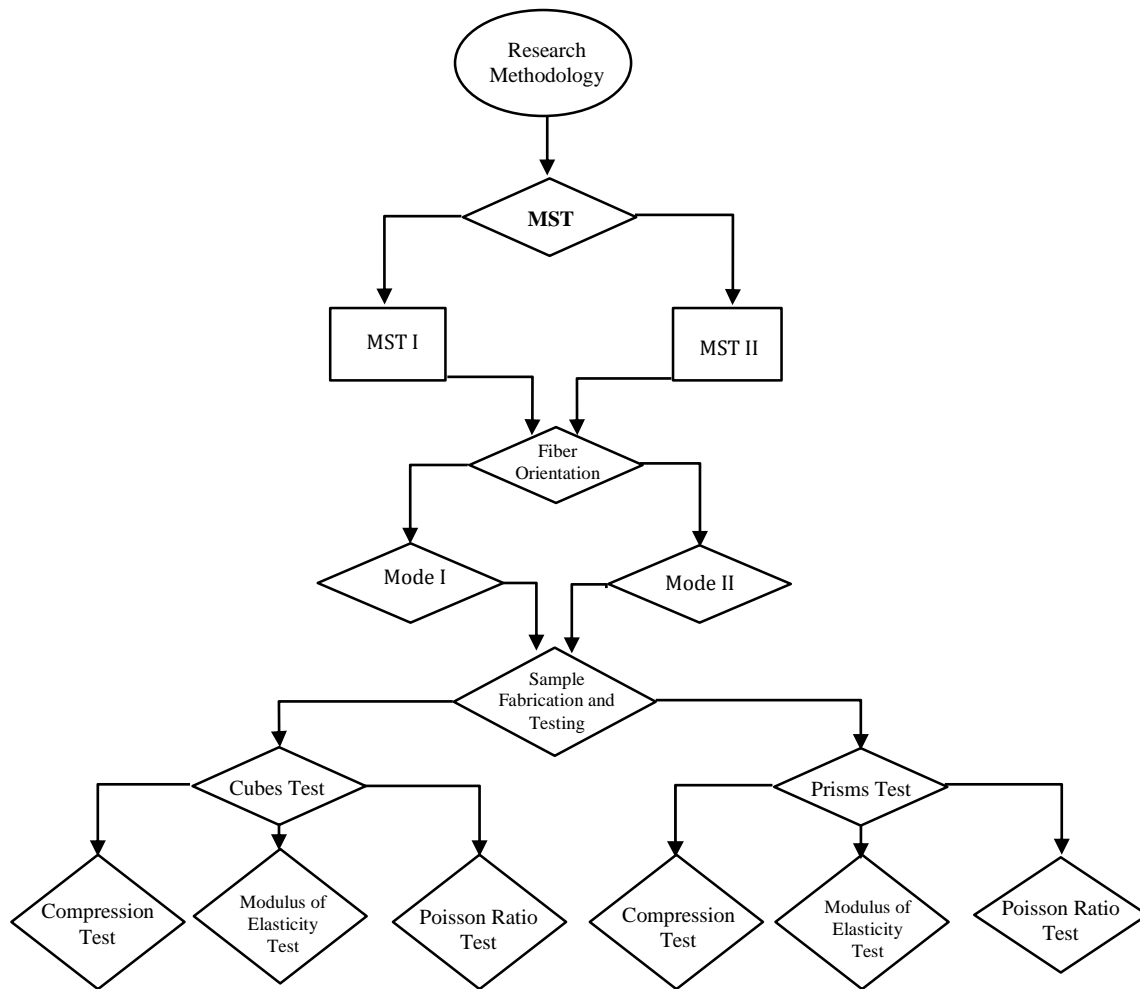 Research
Methodology
MST
MST I
MST II
Fiber
Orientation
Mode I
Mode II
Sample
Fabrication and
Testing
Cubes Test
Prisms Test
Compression
Test
Modulus of
Elasticity
Test
Poisson Ratio
Test
Compression
Test
Modulus of
Elasticity Test
Test
Poisson Ratio
Test